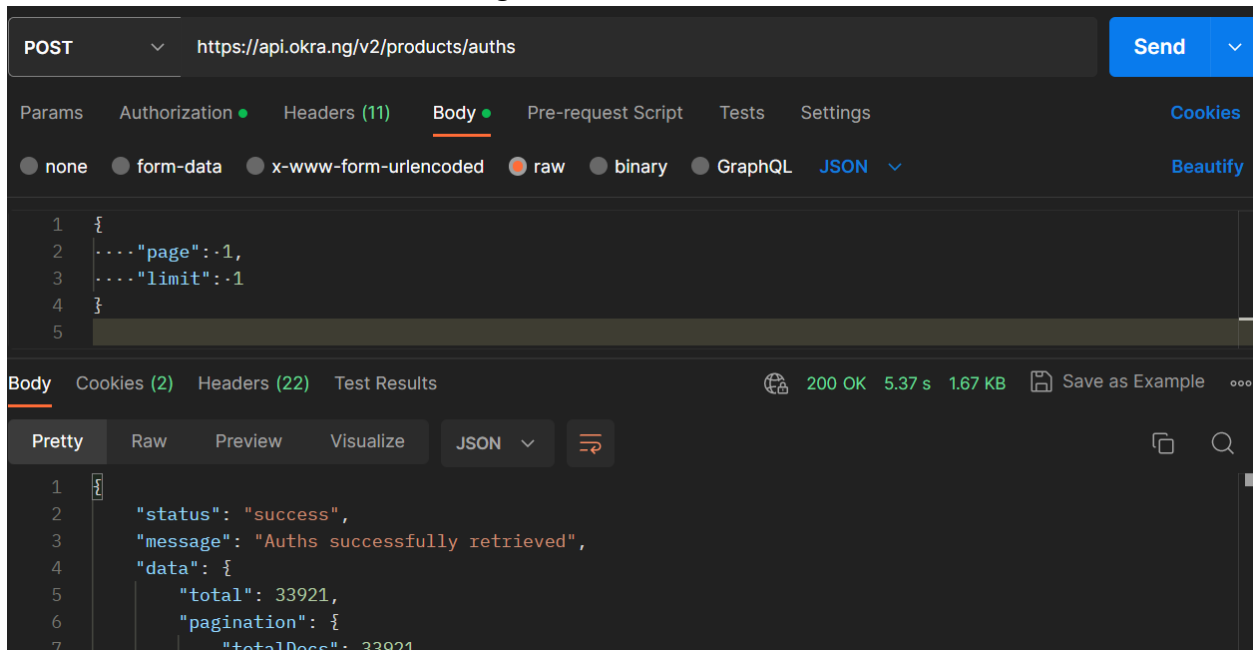 POST https://api.okra.ng/v2/products/auths Send
Params Authorization Headers (11) Body Pre-request Script Tests Settings Cookies
none form-data x-www-form-urlencoded raw binary GraphQL JSON Beautify
1 {
2 ····"page":·1,
3 ····"limit":·1
4 }
5
Body Cookies (2) Headers (22) Test Results 200 OK 5.37 s 1.67 KB Save as Example
Pretty Raw Preview Visualize JSON
1 {
2 "status": "success",
3 "message": "Auths successfully retrieved",
4 "data": {
5 "total": 33921,
6 "pagination": {
7 "totalDocs": 33921